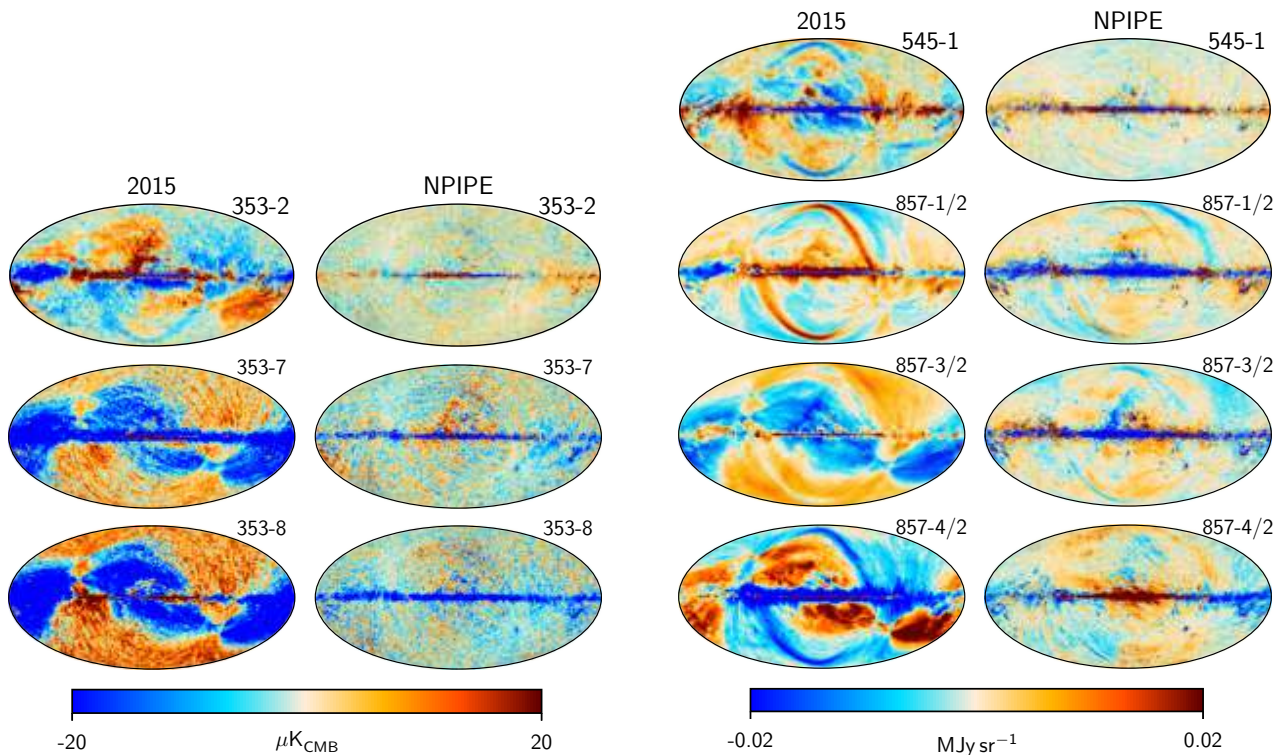 2015 NPIPE
545-1 545-1
2015 NPIPE
353-2 353-2
857-1/2 857-1/2
353-7 353-7
857-3/2 857-3/2
353-8 353-8
857-4/2 857-4/2
-20 μK_CMB 20
-0.02 MJy sr⁻¹ 0.02